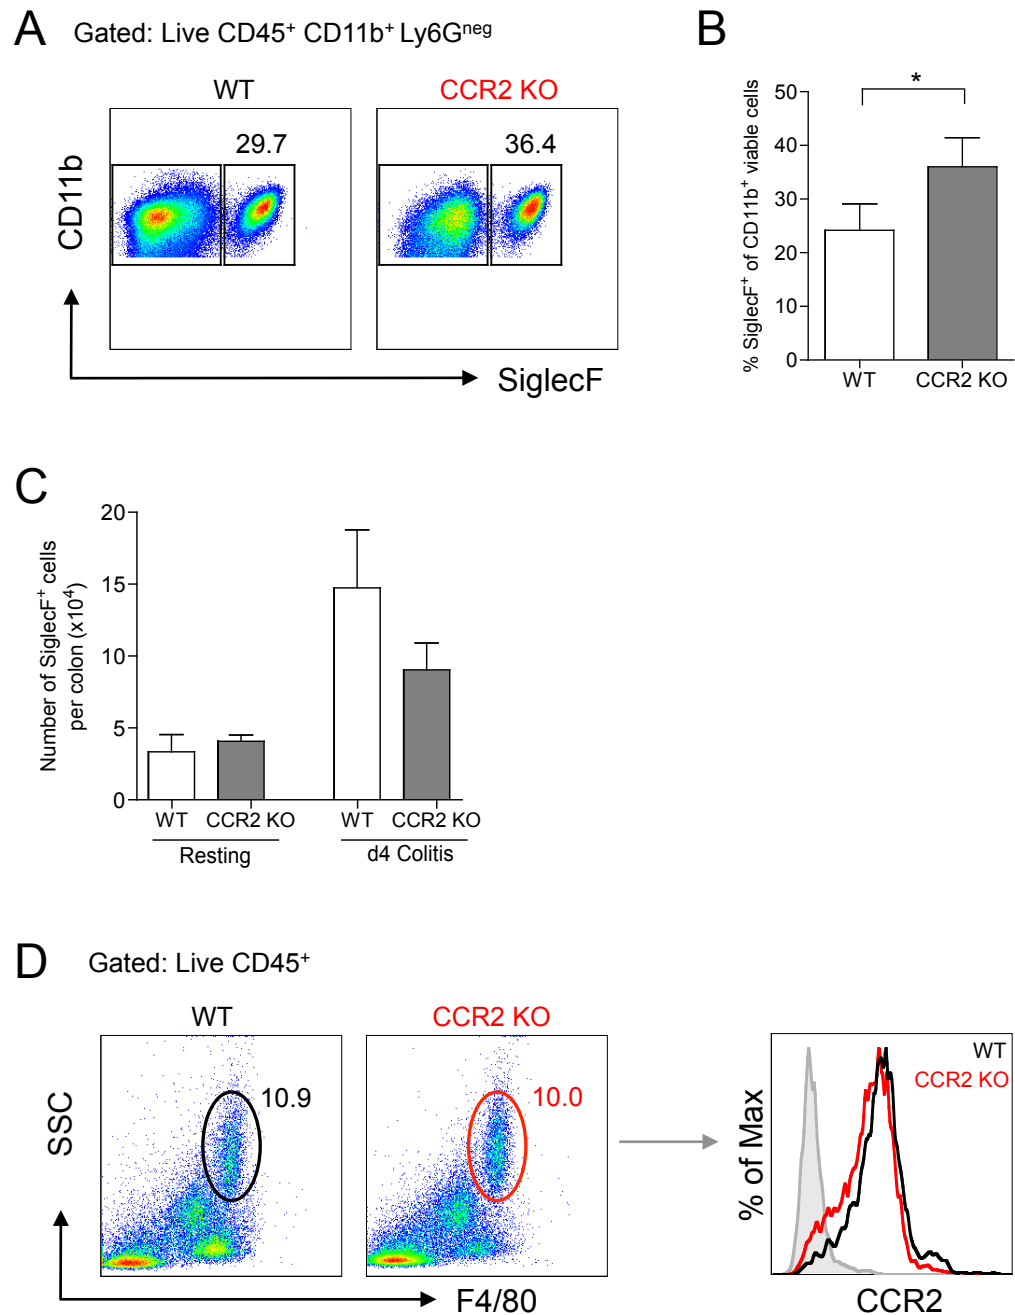 A Gated: Live CD45⁺ CD11b⁺ Ly6Gⁿᵉᵍ
WT
CCR2 KO
29.7
36.4
CD11b
SiglecF
B
*
% SiglecF⁺ of CD11b⁺ viable cells
50
40
30
20
10
0
WT CCR2 KO
C
Number of SiglecF⁺ cells
per colon (x10⁴)
20
15
10
5
0
WT CCR2 KO WT CCR2 KO
Resting d4 Colitis
D Gated: Live CD45⁺
WT
CCR2 KO
10.9
10.0
SSC
F4/80
WT
CCR2 KO
% of Max
CCR2